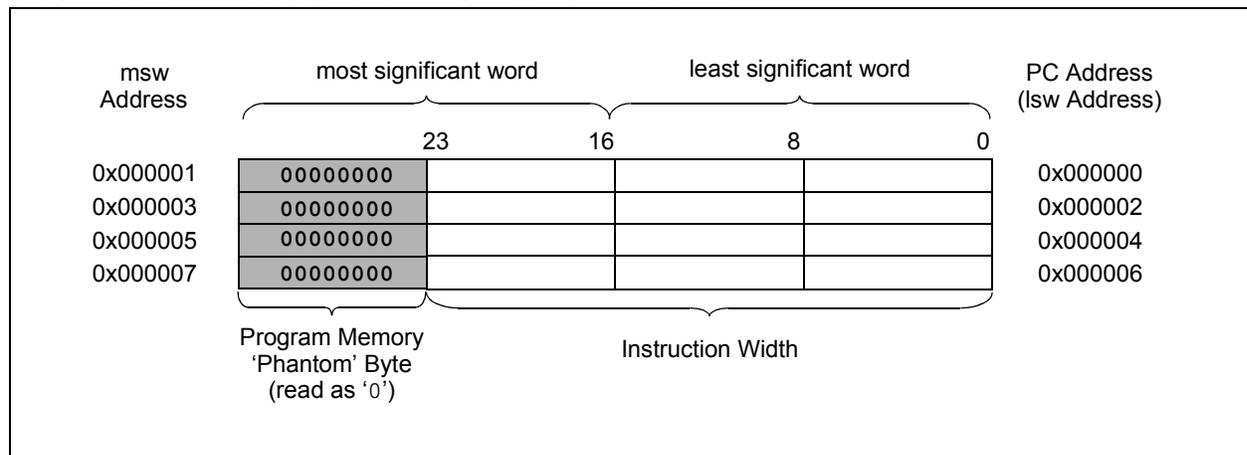 msw
Address
most significant word
least significant word
PC Address
(lsw Address)
23
16
8
0
0x000001
00000000
0x000000
0x000003
00000000
0x000002
0x000005
00000000
0x000004
0x000007
00000000
0x000006
Program Memory
‘Phantom’ Byte
(read as ‘0’)
Instruction Width